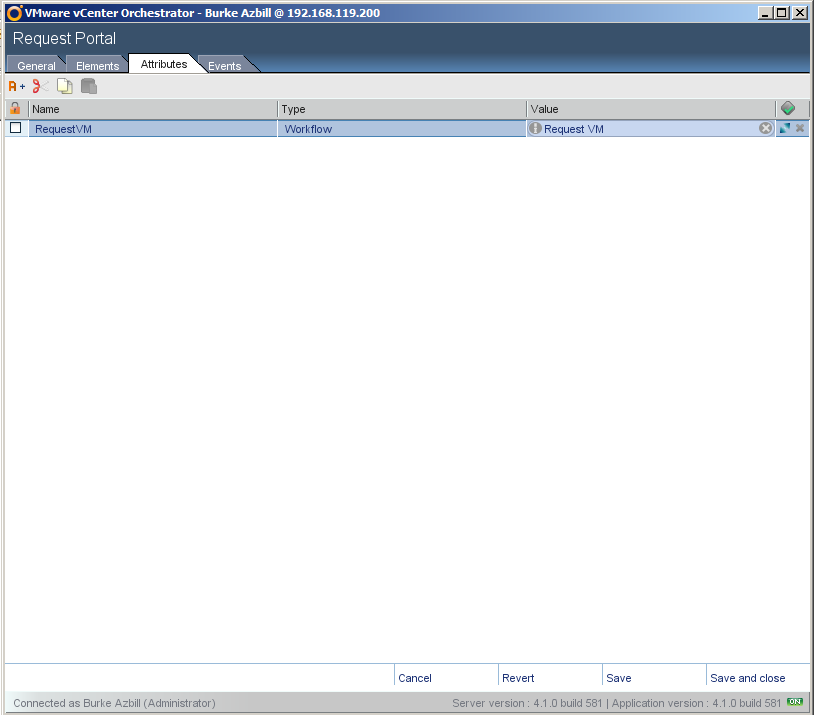 VMware vCenter Orchestrator - Burke Azbill @ 192.168.119.200
Request Portal
General Elements Attributes Events
A+
Name Type Value
RequestVM Workflow Request VM
Cancel Revert Save Save and close
Connected as Burke Azbill (Administrator) Server version : 4.1.0 build 581 | Application version : 4.1.0 build 581 ON